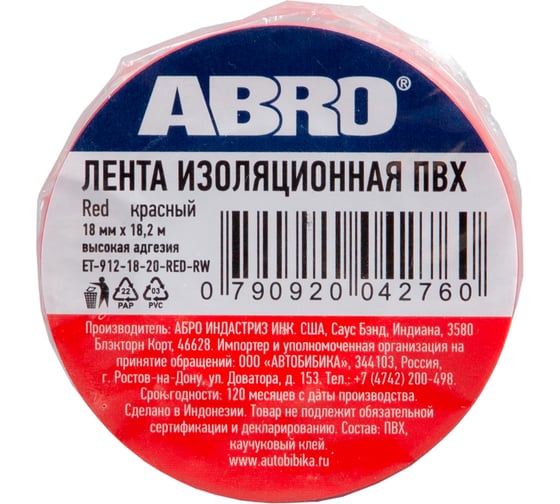 ABRO®
ЛЕНТА ИЗОЛЯЦИОННАЯ ПВХ
Red красный
18 мм х 18,2 м
высокая адгезия
ET-912-18-20-RED-RW
22 PAP
03 PVC
0 790920 042760
Производитель: АБРО ИНДАСТРИЗ ИНК. США, Саус Бэнд, Индиана, 3580
Блэкторн Корт, 46628. Импортер и уполномоченная организация на
принятие обращений: ООО «АВТОБИБИКА», 344103, Россия,
г. Ростов-на-Дону, ул. Доватора, д. 153. Тел.: +7 (4742) 200-498.
Срок годности: 120 месяцев с даты производства.
Сделано в Индонезии. Товар не подлежит обязательной
сертификации и декларированию. Состав: ПВХ,
каучуковый клей.
www.autobibika.ru